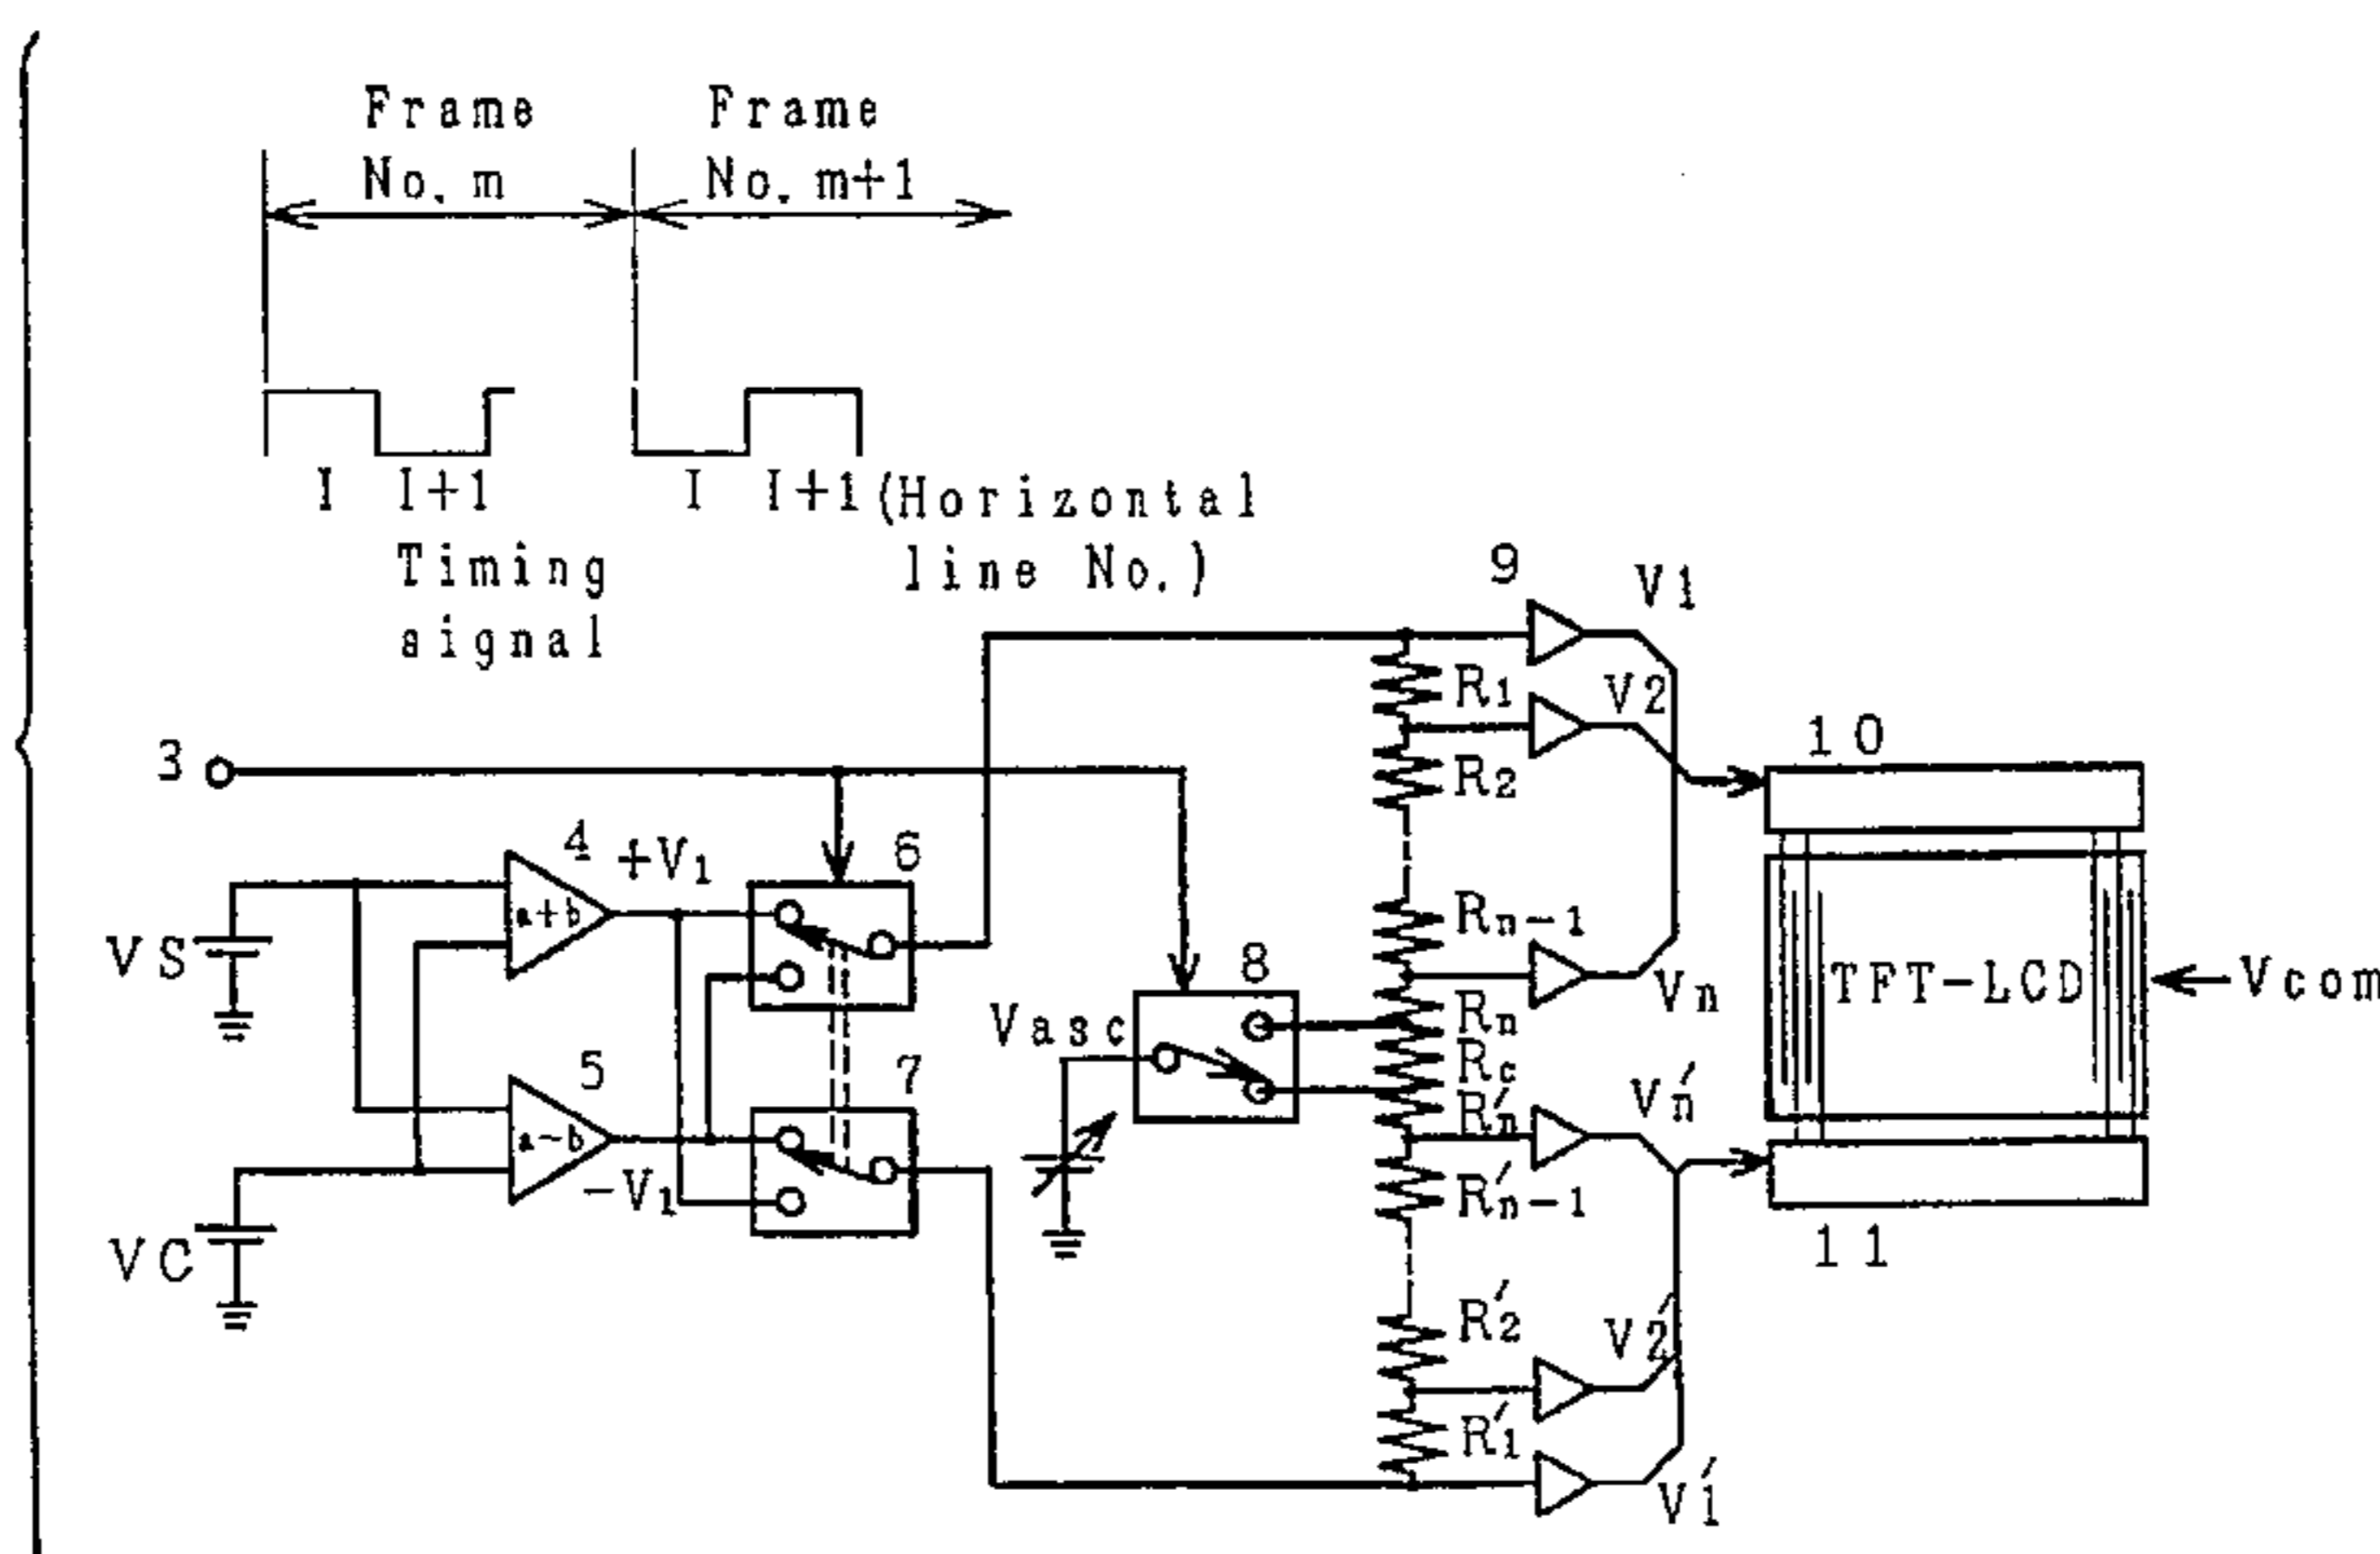 Frame Frame
No. m No. m+1
I I+1 I I+1 (Horizontal
line No.)
Timing
signal
9
V1
R1
V2
R2
3
10
4
+V1
6
a+b
VS
Rn-1
Vn
8
Vasc
Rn
Rc
R'n
V'n
TFT-LCD
Vcom
5
a-b
-V1
7
R'n-1
VC
11
R'2
V'2
R'1
V'1